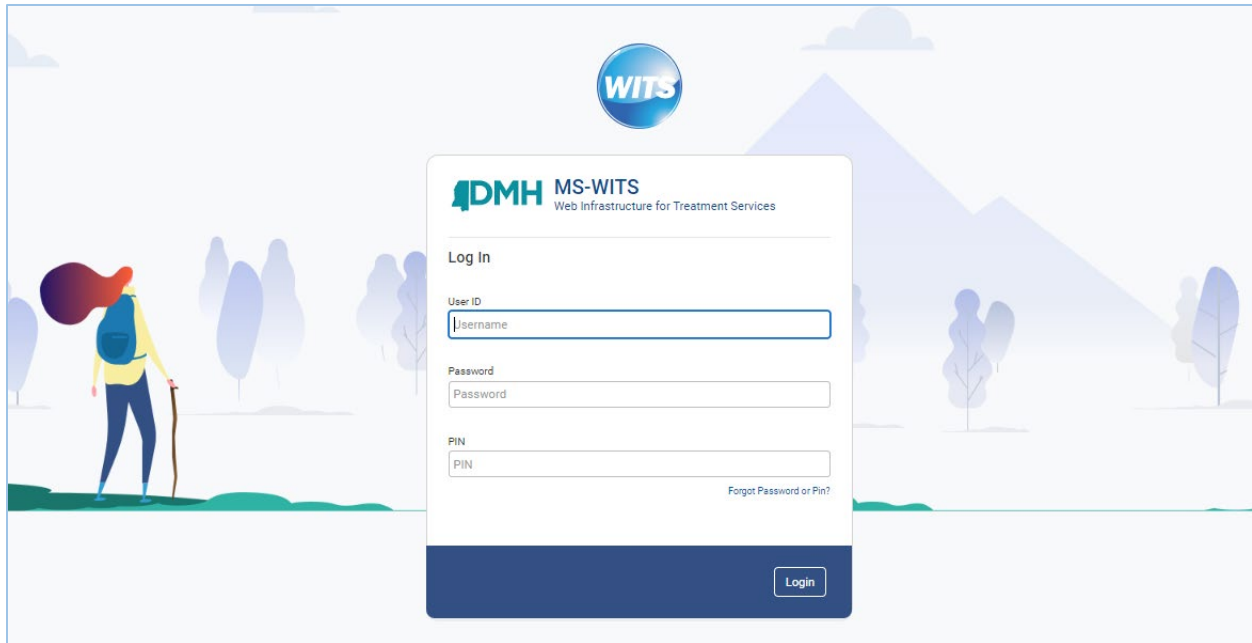 WITS
DMH
MS-WITS
Web Infrastructure for Treatment Services
Log In
User ID
Username
Password
Password
PIN
PIN
Forgot Password or Pin?
Login